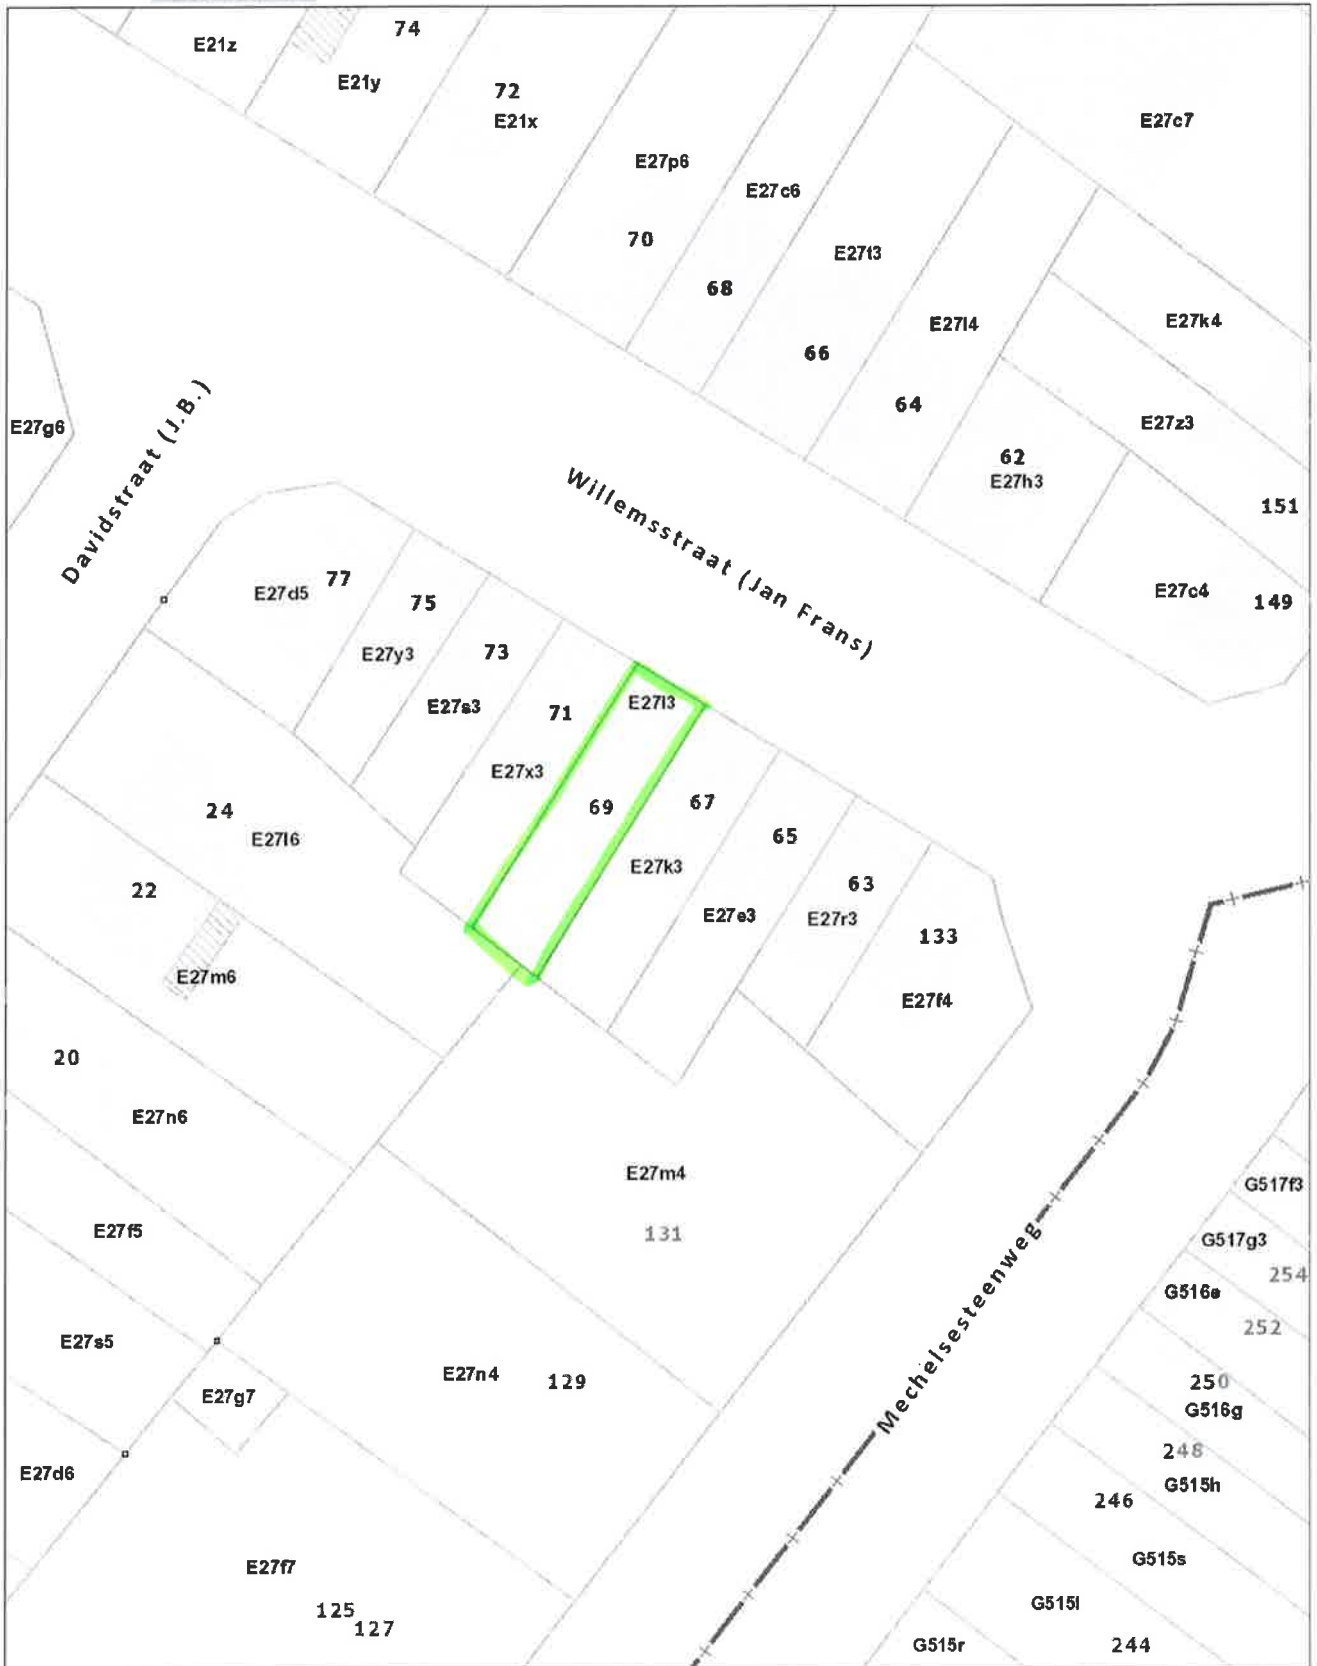 74
E21z
E21y
72
E21x
E27c7
E27p6
E27c6
70
E27t3
68
E27k4
E27l4
66
64
E27z3
E27g6
62
E27h3
151
Davidstraat (J.B.)
Willemsstraat (Jan Frans)
77
E27d5
75
E27c4
149
E27y3
73
E27s3
E27l3
71
E27x3
67
69
24
E27l6
65
E27k3
63
22
E27e3
E27r3
133
E27m6
E27f4
20
E27n6
E27m4
G517f3
131
E27f5
G517g3
254
G516e
252
E27s5
Mechelsesteenweg
E27n4
129
250
E27g7
G516g
248
E27d6
G515h
246
G515s
E27f7
G515l
125
127
G515r
244